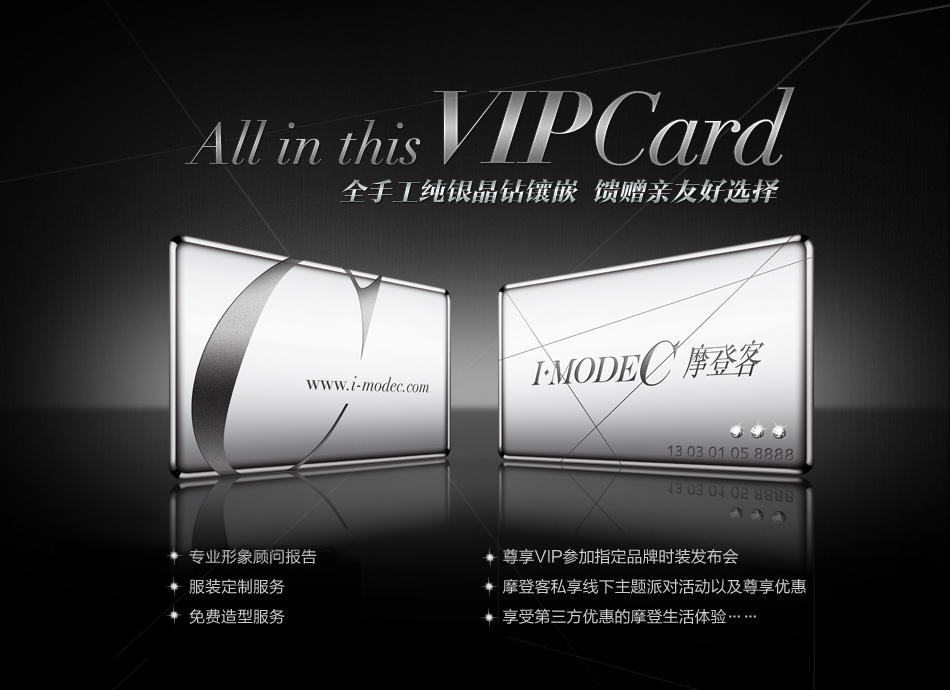 All in this VIPCard
全手工纯银晶钻镶嵌 馈赠亲友好选择
www.i-modec.com
I·MODEC 摩登客
13 03 01 05 8888
专业形象顾问报告
服装定制服务
免费造型服务
尊享VIP参加指定品牌时装发布会
摩登客私享线下主题派对活动以及尊享优惠
享受第三方优惠的摩登生活体验……